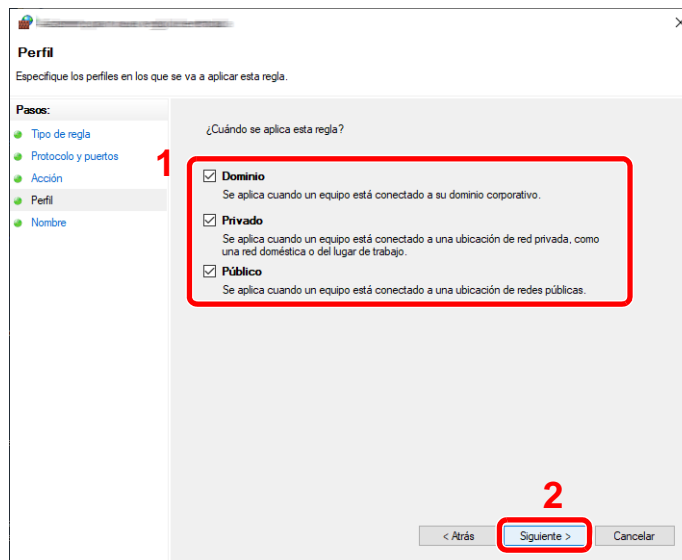 Perfil
Especifique los perfiles en los que se va a aplicar esta regla.
Pasos:
Tipo de regla
Protocolo y puertos
Acción
Perfil
Nombre
¿Cuándo se aplica esta regla?
1
Dominio
Se aplica cuando un equipo está conectado a su dominio corporativo.
Privado
Se aplica cuando un equipo está conectado a una ubicación de red privada, como
una red doméstica o del lugar de trabajo.
Público
Se aplica cuando un equipo está conectado a una ubicación de redes públicas.
2
< Atrás
Siguiente >
Cancelar